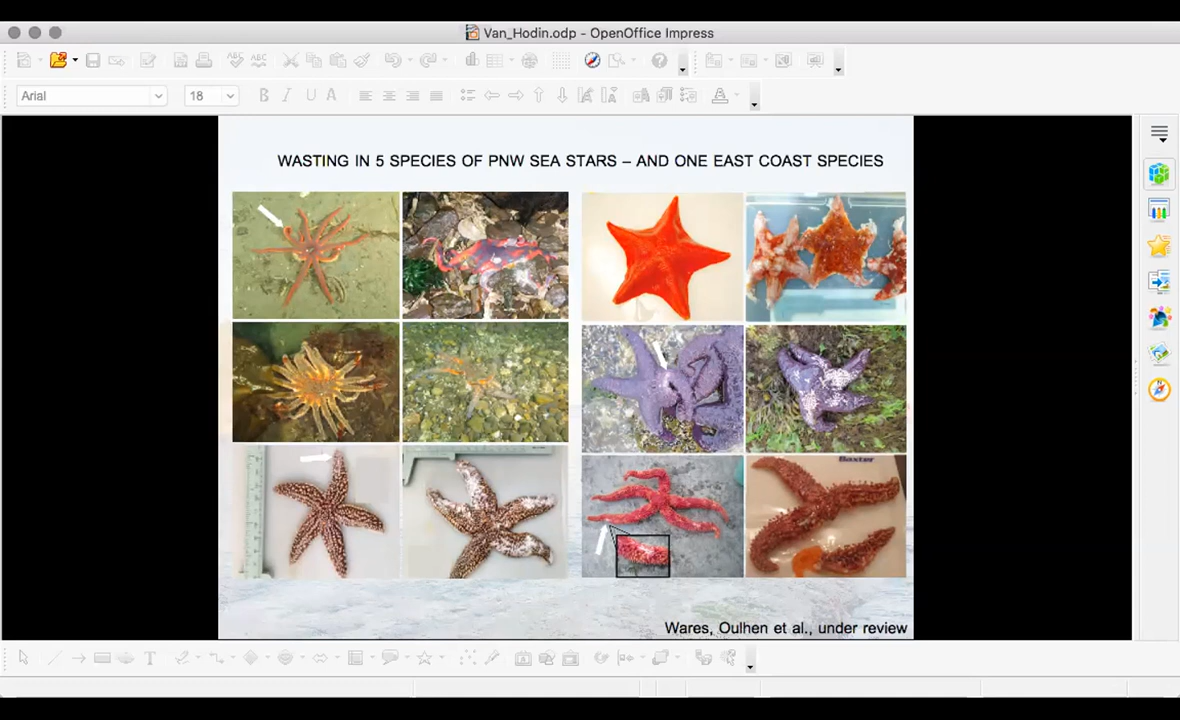 Van_Hodin.odp - OpenOffice Impress
Arial
18
WASTING IN 5 SPECIES OF PNW SEA STARS – AND ONE EAST COAST SPECIES
Baxter
Wares, Oulhen et al., under review